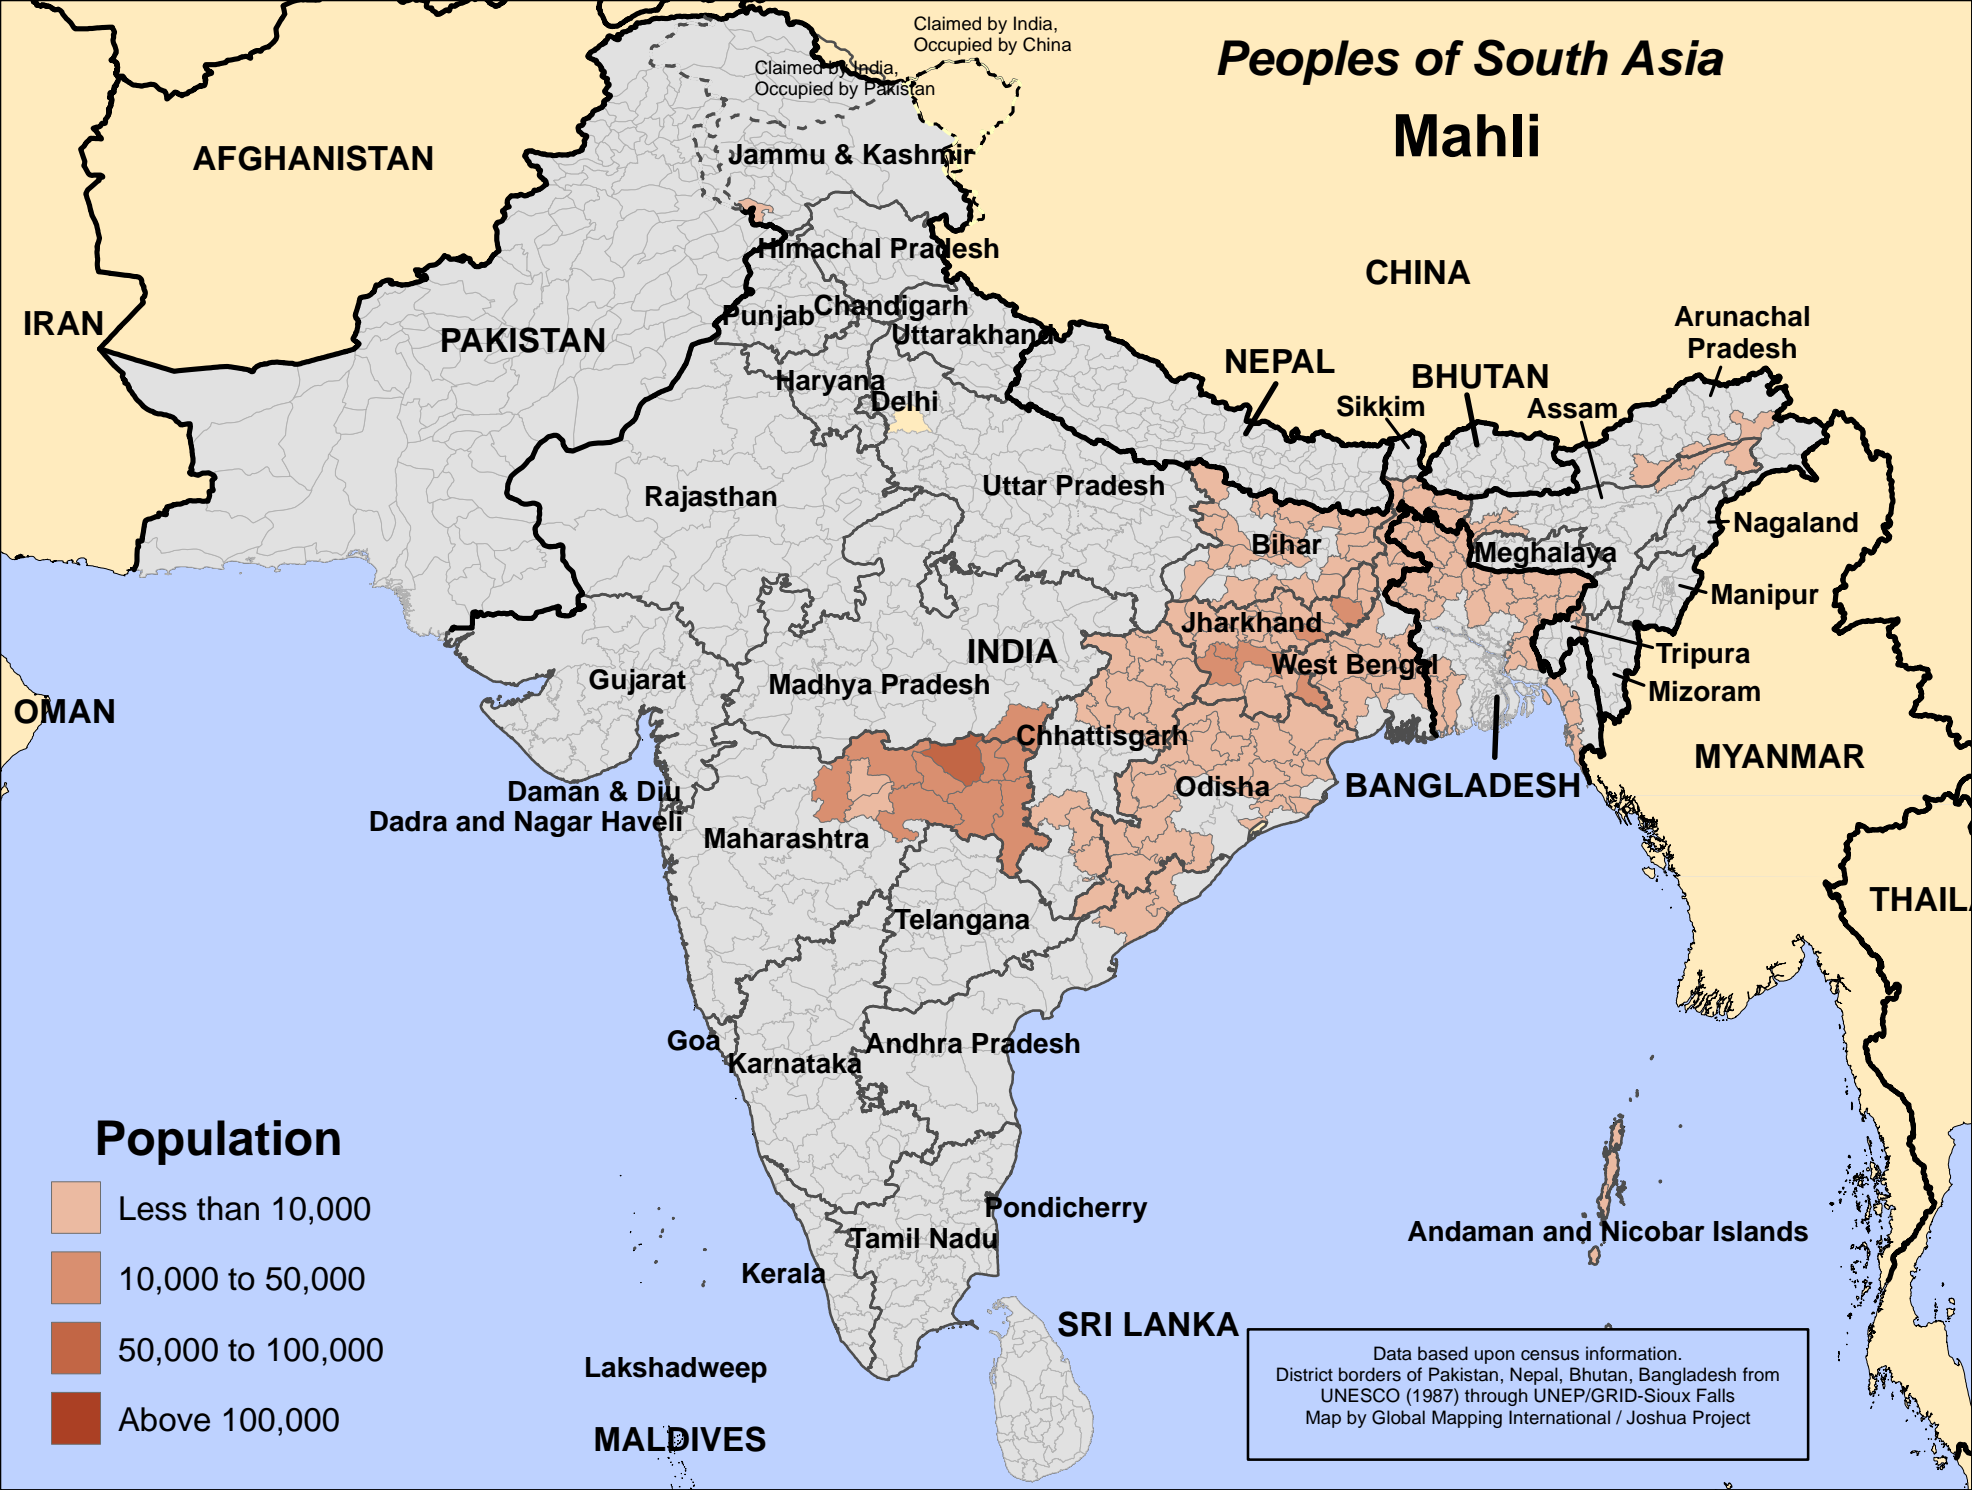 Claimed by India,
Occupied by China
Peoples of South Asia
Claimed by India,
Occupied by Pakistan
Mahli
AFGHANISTAN
Jammu & Kashmir
Himachal Pradesh
CHINA
Chandigarh
Punjab
IRAN
Arunachal
Pradesh
Uttarakhand
PAKISTAN
NEPAL
BHUTAN
Haryana
Delhi
Sikkim
Assam
Uttar Pradesh
Rajasthan
Nagaland
Bihar
Meghalaya
Manipur
Jharkhand
INDIA
Tripura
West Bengal
Gujarat
Madhya Pradesh
Mizoram
OMAN
Chhattisgarh
MYANMAR
Odisha
BANGLADESH
Daman & Diu
Dadra and Nagar Haveli
Maharashtra
THAIL
Telangana
Goa
Andhra Pradesh
Karnataka
Population
Less than 10,000
10,000 to 50,000
50,000 to 100,000
Above 100,000
Pondicherry
Tamil Nadu
Andaman and Nicobar Islands
Kerala
SRI LANKA
Lakshadweep
MALDIVES
Data based upon census information.
District borders of Pakistan, Nepal, Bhutan, Bangladesh from
UNESCO (1987) through UNEP/GRID-Sioux Falls
Map by Global Mapping International / Joshua Project